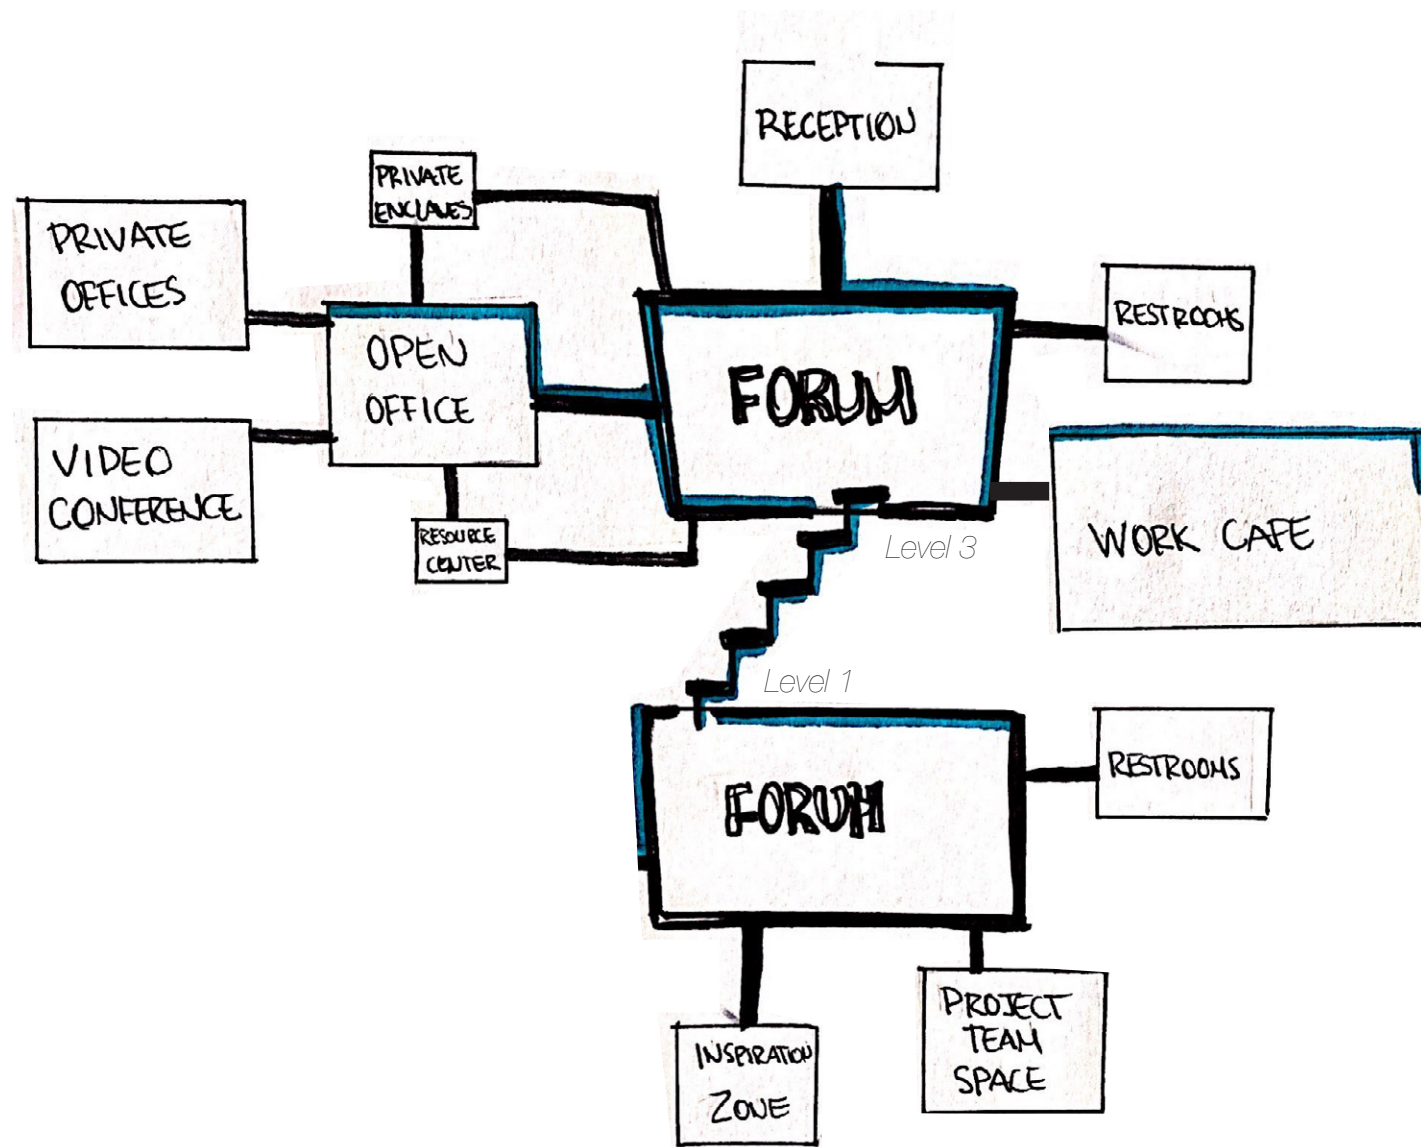 RECEPTION
PRIVATE
ENCLAVES
PRIVATE
OFFICES
RESTROOMS
OPEN
OFFICE
FORUM
VIDEO
CONFERENCE
RESOURCE
CENTER
WORK CAFE
Level 3
Level 1
FORUM
RESTROOMS
INSPIRATION
ZONE
PROJECT
TEAM
SPACE